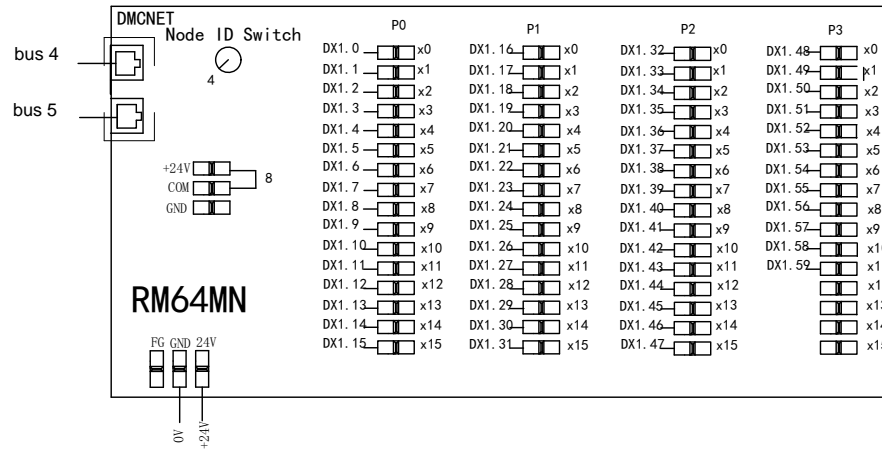 DMCNET
Node ID Switch
4
bus 4
bus 5
+24V
COM
GND
8
RM64MN
FG GND 24V
0V
+24V
P0
DX1.0 x0
DX1.1 x1
DX1.2 x2
DX1.3 x3
DX1.4 x4
DX1.5 x5
DX1.6 x6
DX1.7 x7
DX1.8 x8
DX1.9 x9
DX1.10 x10
DX1.11 x11
DX1.12 x12
DX1.13 x13
DX1.14 x14
DX1.15 x15
P1
DX1.16 x0
DX1.17 x1
DX1.18 x2
DX1.19 x3
DX1.20 x4
DX1.21 x5
DX1.22 x6
DX1.23 x7
DX1.24 x8
DX1.25 x9
DX1.26 x10
DX1.27 x11
DX1.28 x12
DX1.29 x13
DX1.30 x14
DX1.31 x15
P2
DX1.32 x0
DX1.33 x1
DX1.34 x2
DX1.35 x3
DX1.36 x4
DX1.37 x5
DX1.38 x6
DX1.39 x7
DX1.40 x8
DX1.41 x9
DX1.42 x10
DX1.43 x11
DX1.44 x12
DX1.45 x13
DX1.46 x14
DX1.47 x15
P3
DX1.48 x0
DX1.49 x1
DX1.50 x2
DX1.51 x3
DX1.52 x4
DX1.53 x5
DX1.54 x6
DX1.55 x7
DX1.56 x8
DX1.57 x9
DX1.58
DX1.59